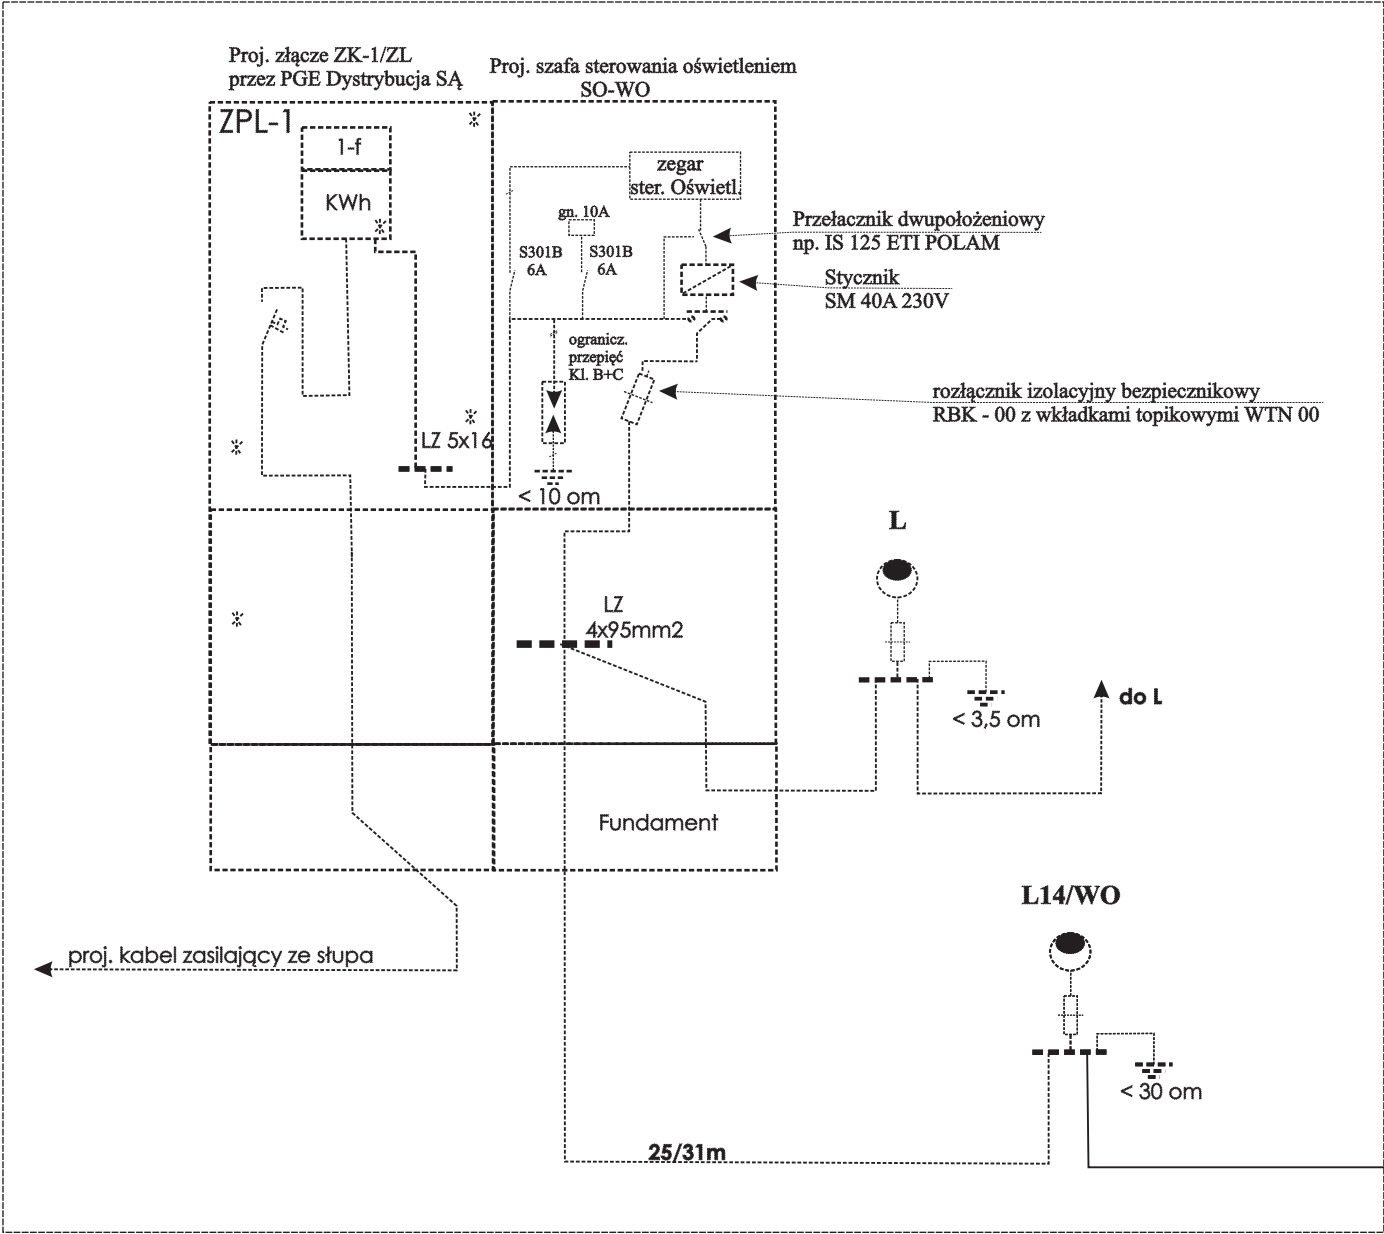 Proj. złącze ZK-1/ZL
przez PGE Dystrybucja SĄ
Proj. szafa sterowania oświetleniem
SO-WO
ZPL-1
1-f
KWh
zegar
ster. Oświetl.
gn. 10A
S301B
6A
S301B
6A
Przełacznik dwupołożeniowy
np. IS 125 ETI POLAM
Stycznik
SM 40A 230V
ogranicz.
przepięć
Kl. B+C
rozłącznik izolacyjny bezpiecznikowy
RBK - 00 z wkładkami topikowymi WTN 00
LZ 5x16
< 10 om
L
LZ
4x95mm2
< 3,5 om
do L
Fundament
L14/WO
proj. kabel zasilający ze słupa
< 30 om
25/31m